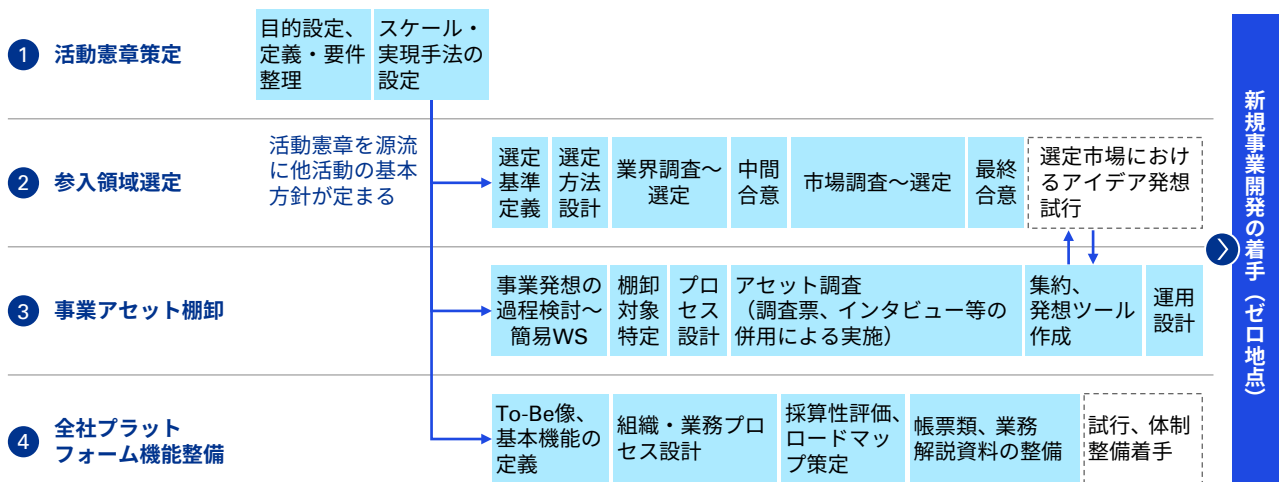 1 活動憲章策定
目的設定、
定義・要件
整理
スケール・
実現手法の
設定
活動憲章を源流
に他活動の基本
方針が定まる
2 参入領域選定
選定
基準
定義
選定
方法
設計
業界調査～
選定
中間
合意
市場調査～選定
最終
合意
選定市場におけ
るアイデア発想
試行
3 事業アセット棚卸
事業発想の
過程検討～
簡易WS
棚卸
対象
特定
プロ
セス
設計
アセット調査
（調査票、インタビュー等の
併用による実施）
集約、
発想ツール
作成
運用
設計
4 全社プラット
フォーム機能整備
To-Be像、
基本機能の
定義
組織・業務プロ
セス設計
採算性評価、
ロードマッ
プ策定
帳票類、業務
解説資料の整備
試行、体制
整備着手
新規事業開発の着手（ゼロ地点）